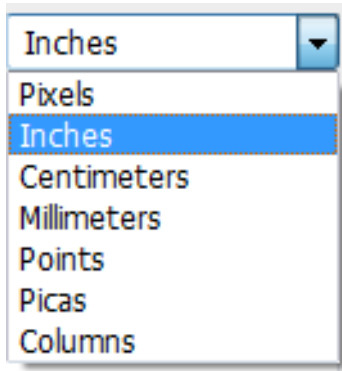 Inches
Pixels
Inches
Centimeters
Millimeters
Points
Picas
Columns